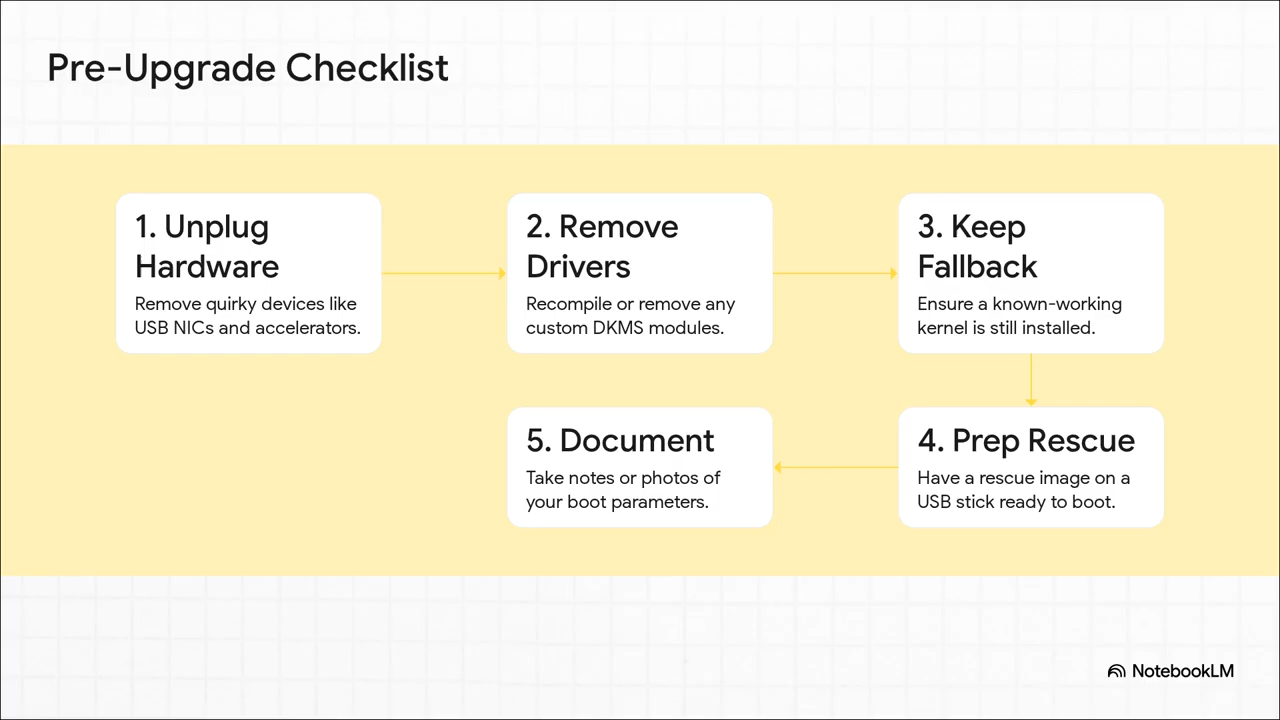 Pre-Upgrade Checklist
1. Unplug
Hardware
Remove quirky devices like
USB NICs and accelerators.
2. Remove
Drivers
Recompile or remove any
custom DKMS modules.
3. Keep
Fallback
Ensure a known-working
kernel is still installed.
4. Prep Rescue
Have a rescue image on a
USB stick ready to boot.
5. Document
Take notes or photos of
your boot parameters.
NotebookLM